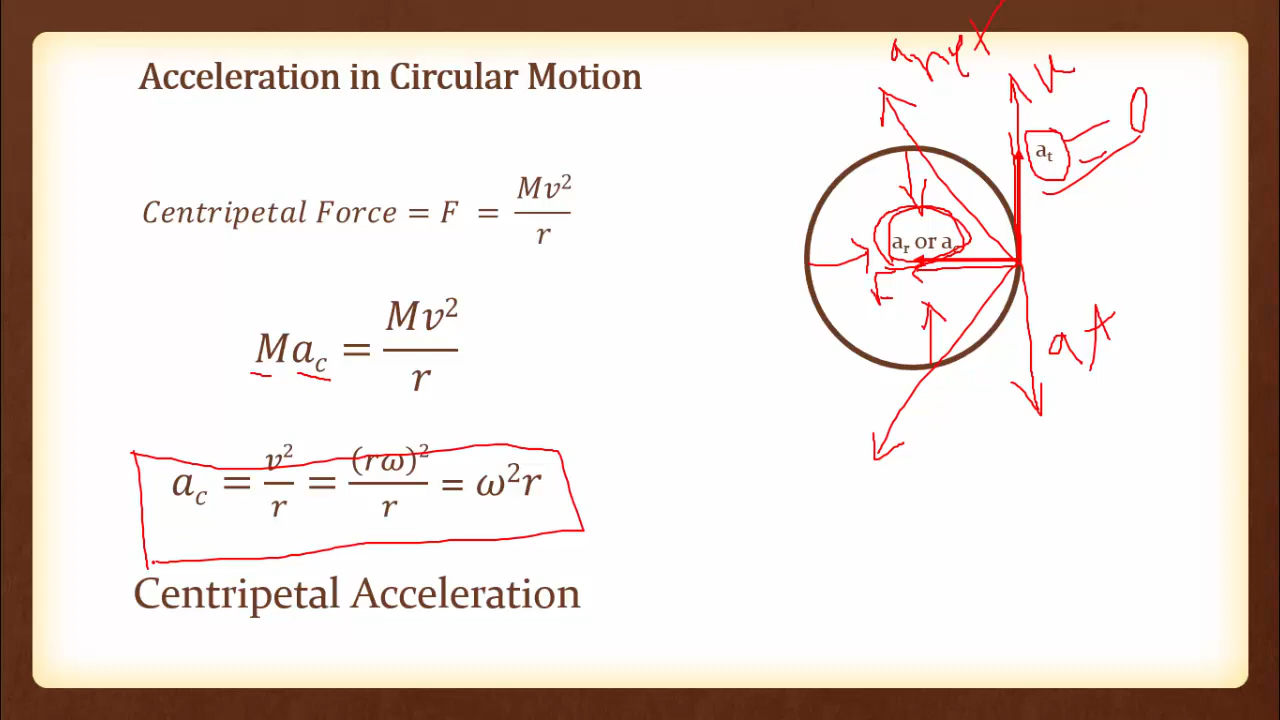 Acceleration in Circular Motion
Centripetal Force = F = Mv²/r
Ma_c = Mv²/r
a_c = v²/r = (rω)²/r = ω²r
Centripetal Acceleration
v
a_t
0
a_r or a_c
a t